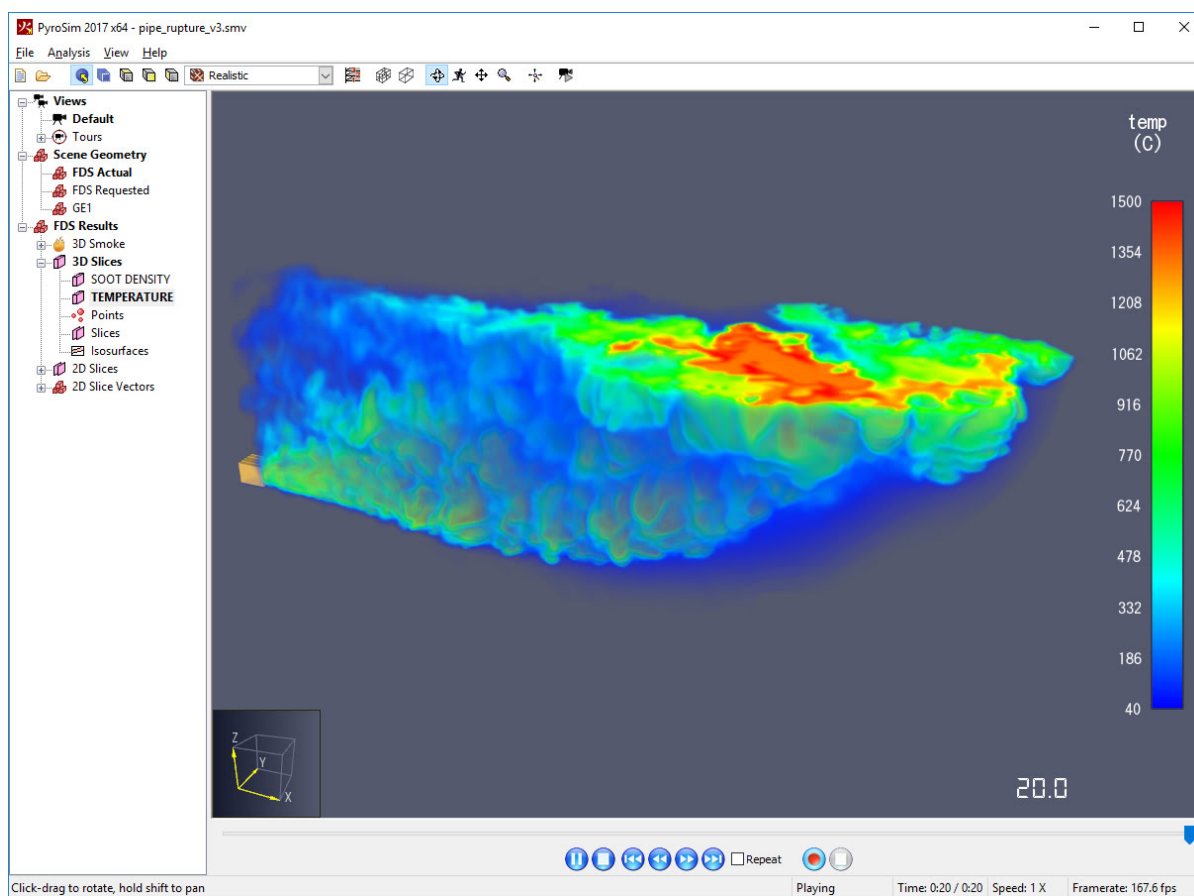 PyroSim 2017 x64 - pipe_rupture_v3.smv
File Analysis View Help
Realistic
Views
Default
Tours
Scene Geometry
FDS Actual
FDS Requested
GE1
FDS Results
3D Smoke
3D Slices
SOOT DENSITY
TEMPERATURE
Points
Slices
Isosurfaces
2D Slices
2D Slice Vectors
temp
(C)
1500
1354
1208
1062
916
770
624
478
332
186
40
Z
Y
X
20.0
Repeat
Click-drag to rotate, hold shift to pan
Playing
Time: 0:20 / 0:20
Speed: 1 X
Framerate: 167.6 fps